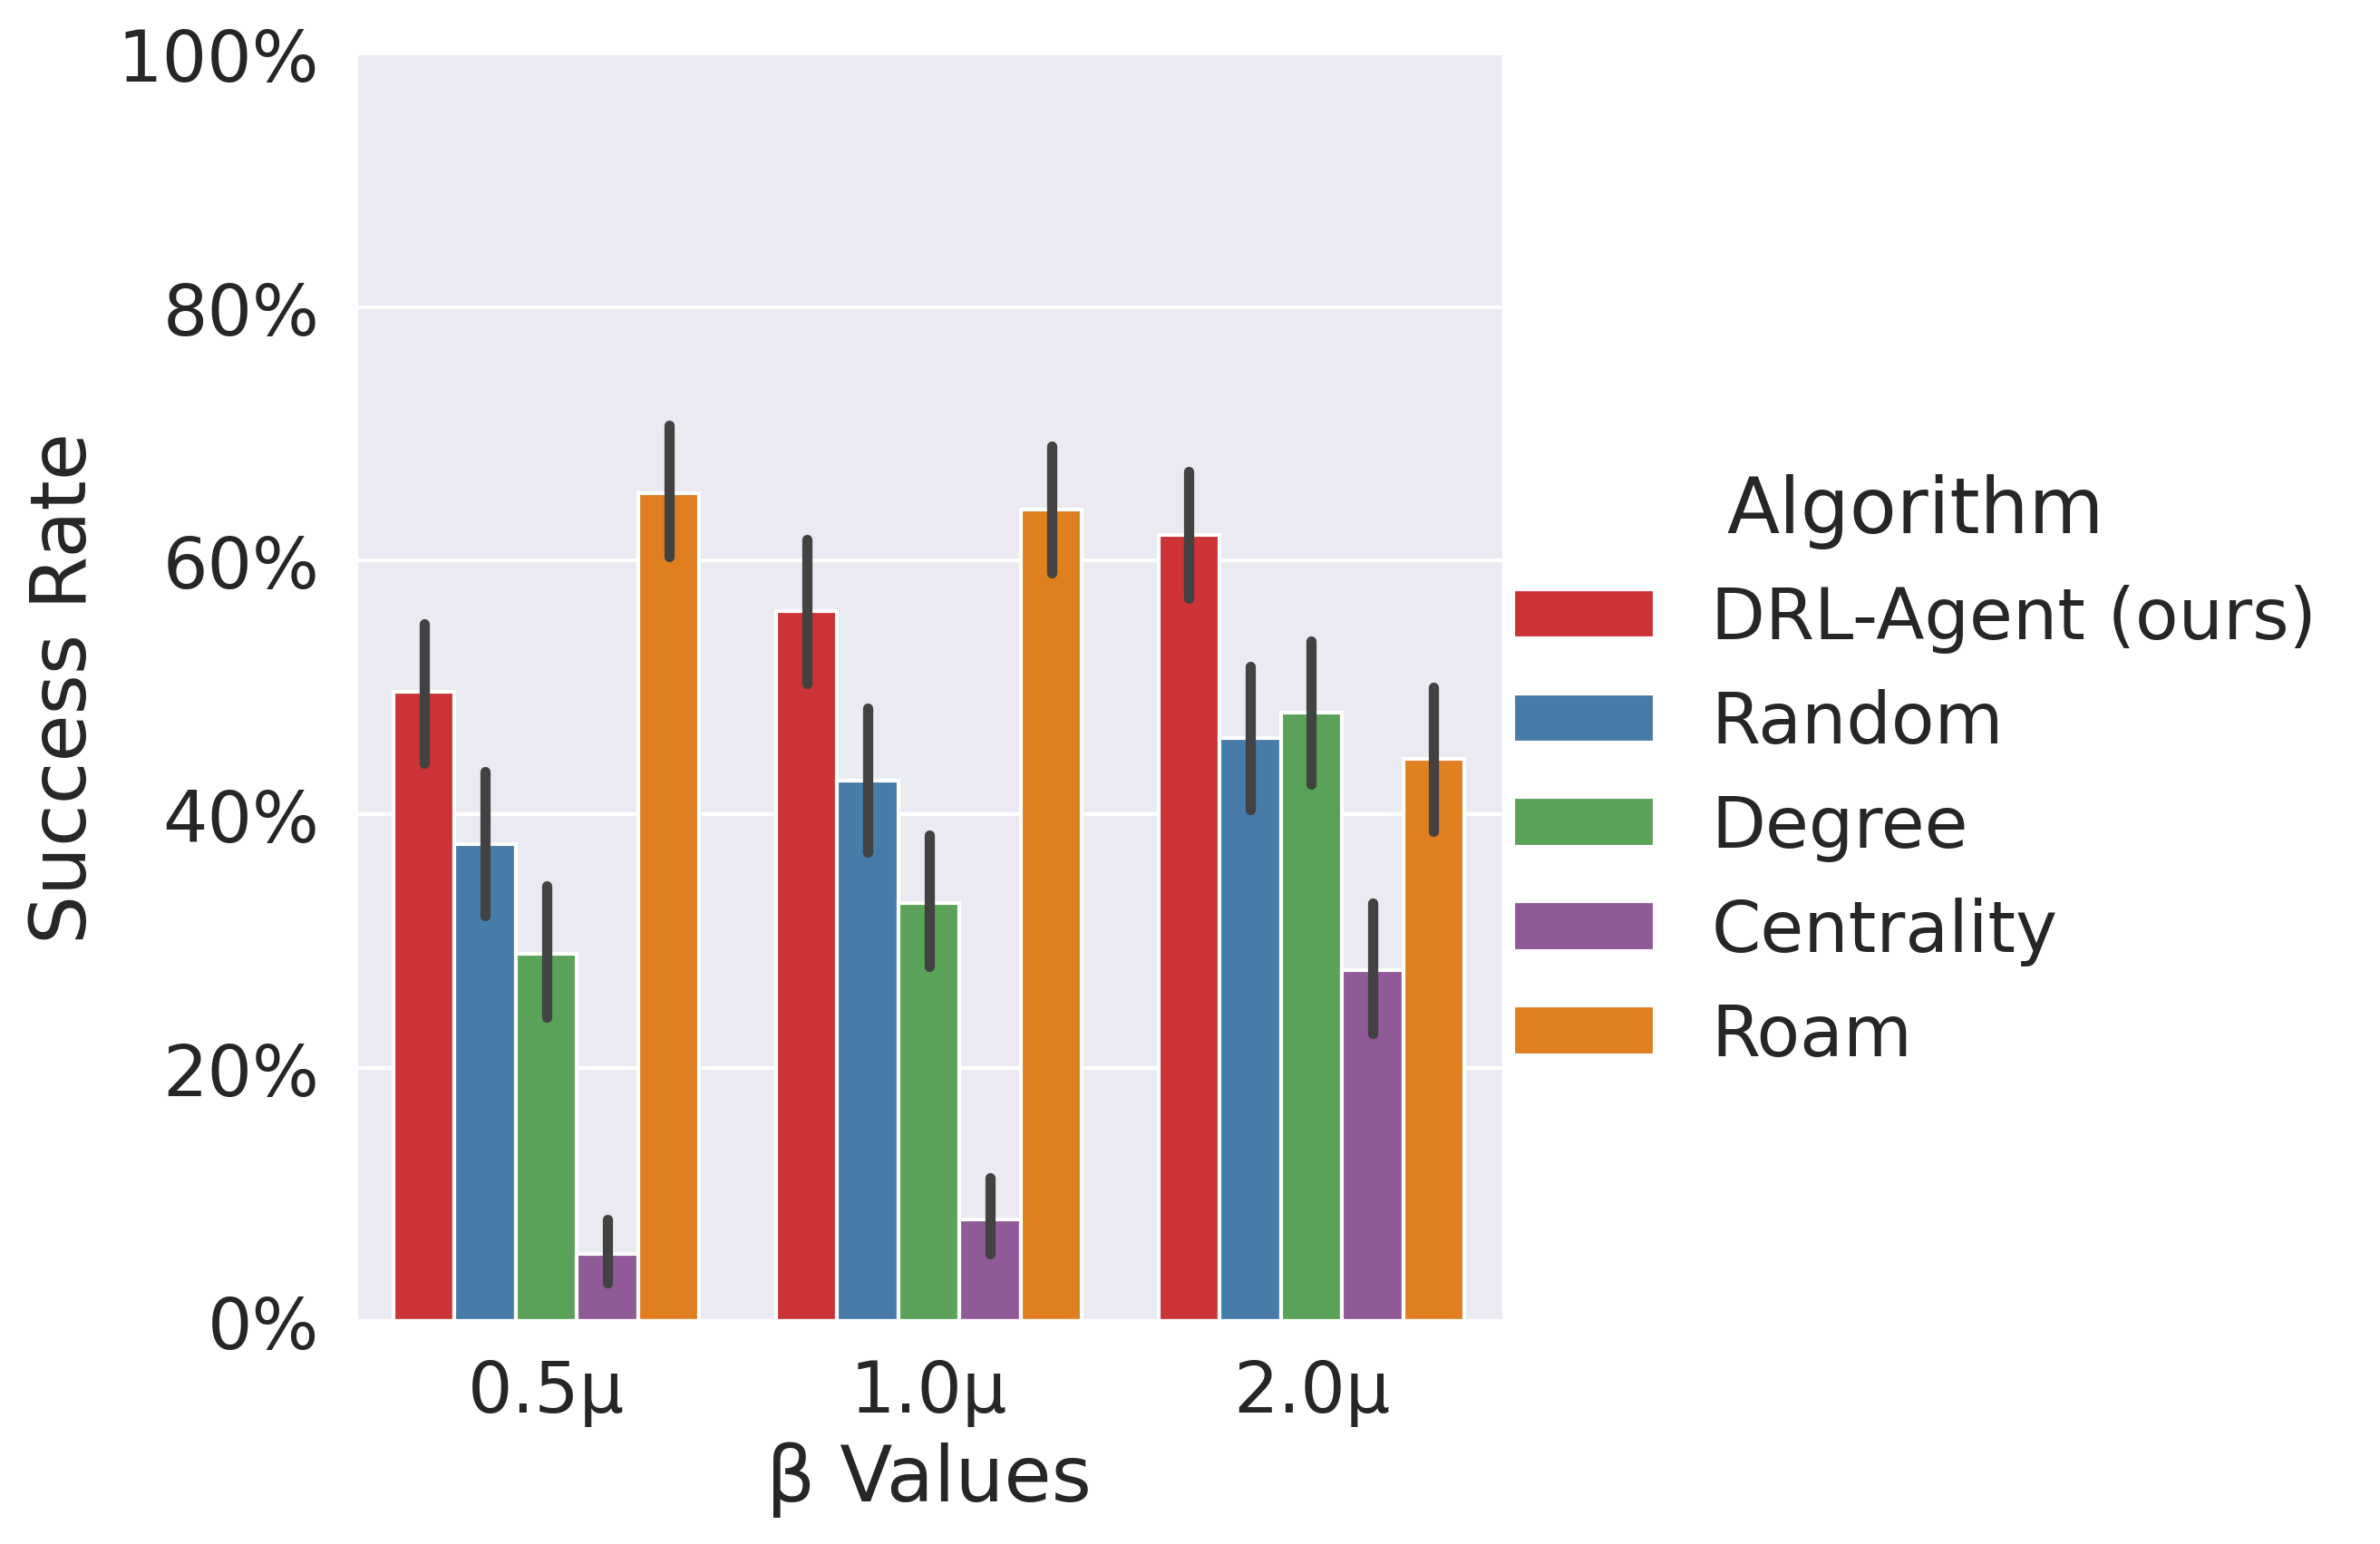 100%
80%
60%
40%
20%
0%
Success Rate
0.5μ 1.0μ 2.0μ
β Values
Algorithm
DRL-Agent (ours)
Random
Degree
Centrality
Roam